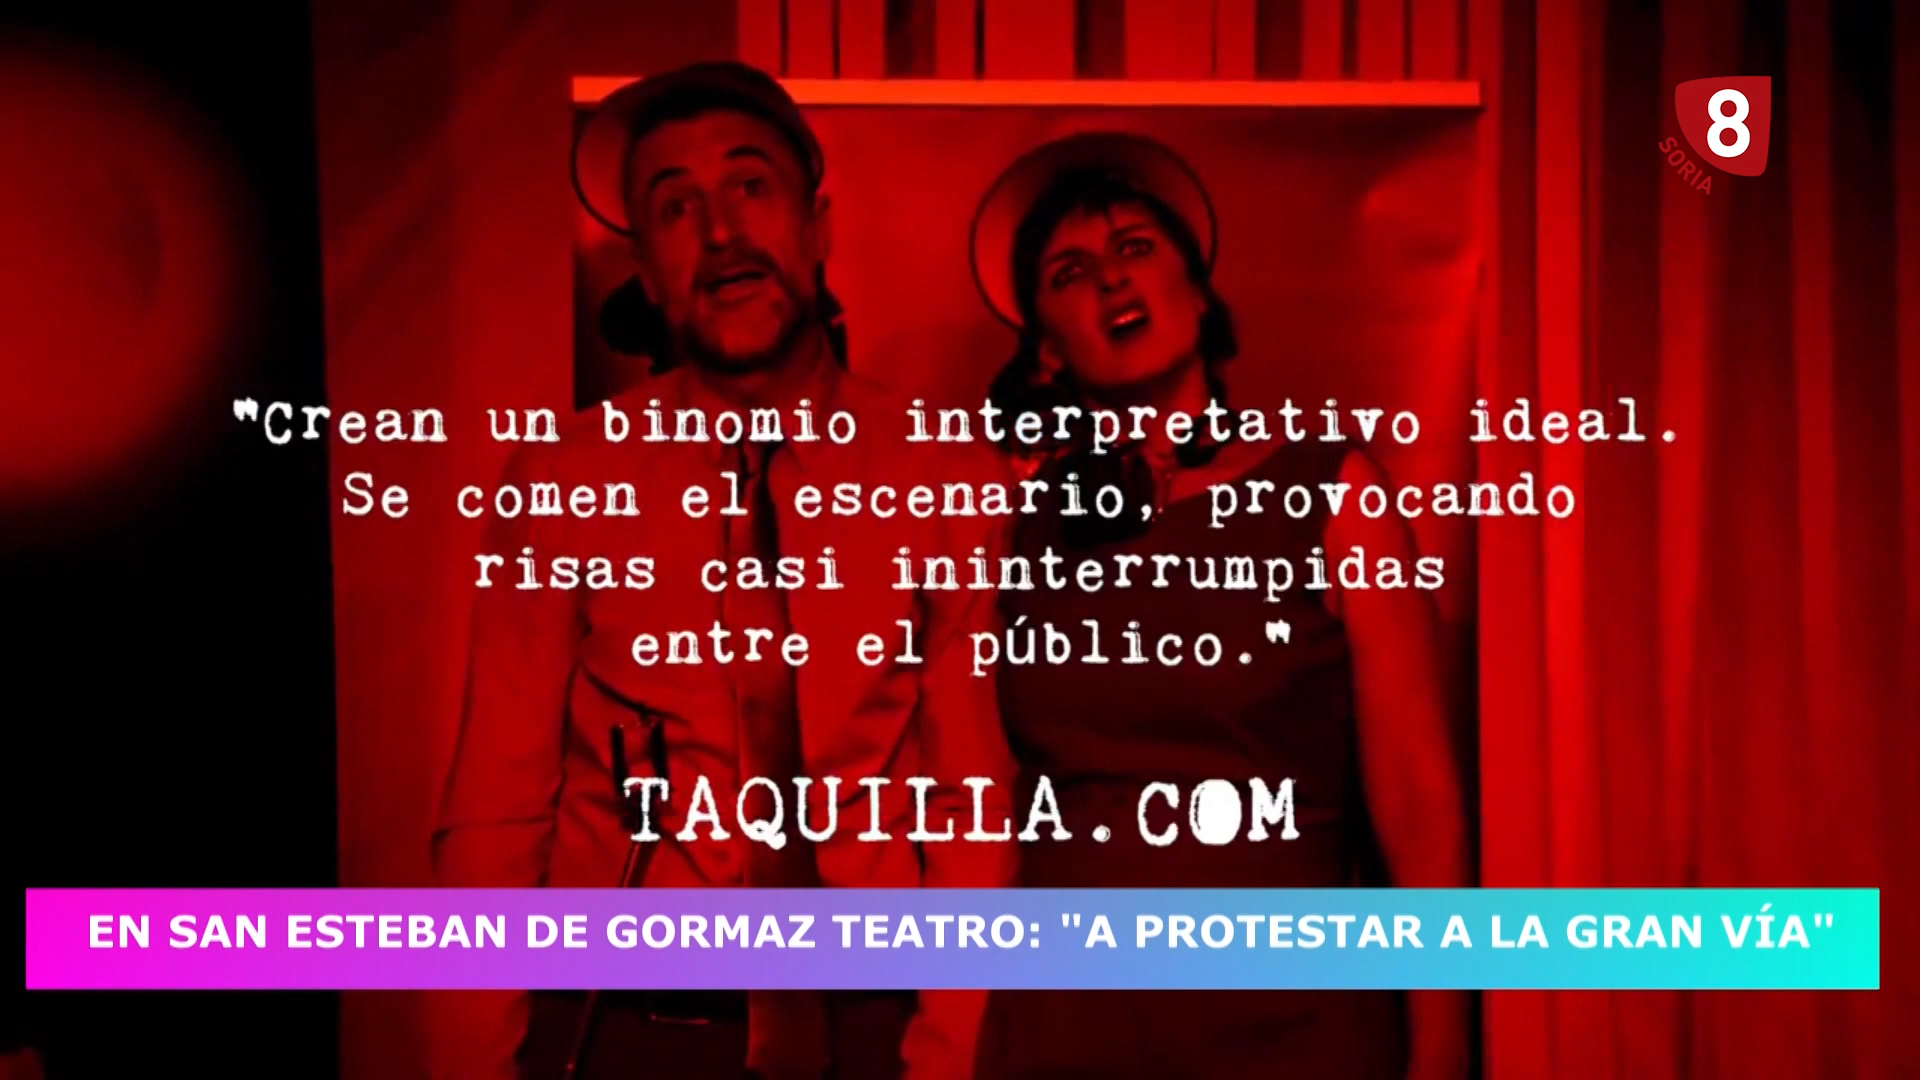 8
SORIA
"Crean un binomio interpretativo ideal.
Se comen el escenario, provocando
risas casi ininterrumpidas
entre el público."
TAQUILLA.COM
EN SAN ESTEBAN DE GORMAZ TEATRO: "A PROTESTAR A LA GRAN VÍA"